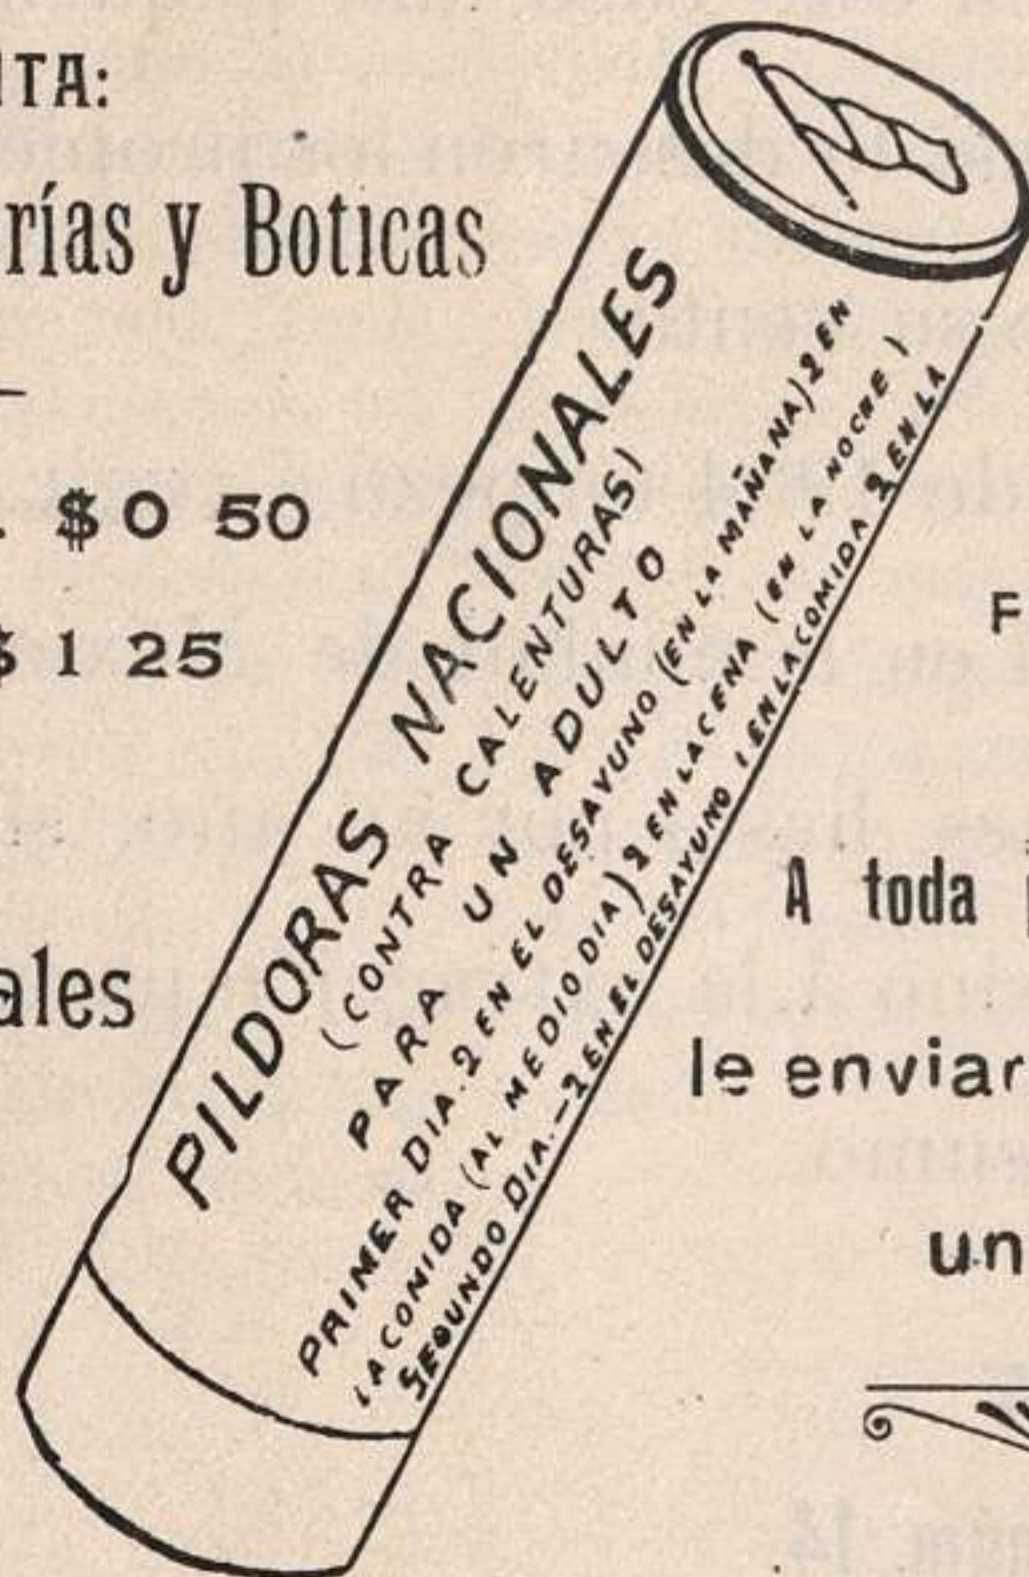 ITA:
rías y Boticas
$ 0 50
$ 1 25
ales
PILDORAS NACIONALES
(CONTRA CALENTURAS)
PARA UN ADULTO
PRIMER DIA. 2 EN EL DESAYUNO (EN LA MAÑANA) 2 EN
LA COMIDA (AL MEDIO DIA) 2 EN LA CENA (EN LA NOCHE)
SEGUNDO DIA.—2 EN EL DESAYUNO 1 EN LA COMIDA 2 EN LA
F
A toda
le enviar
un